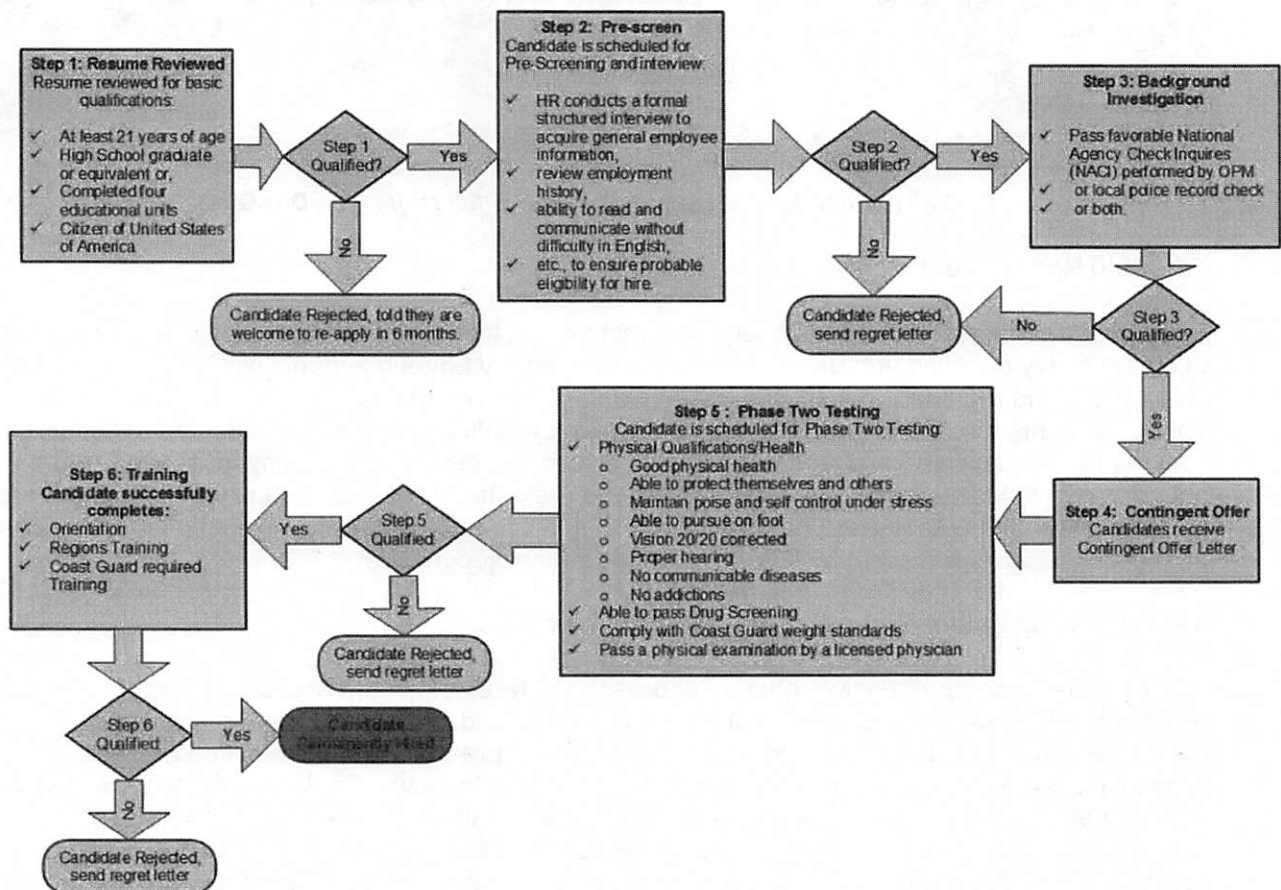 Step 1: Resume Reviewed
Resume reviewed for basic
qualifications:
✓ At least 21 years of age
✓ High School graduate
or equivalent or,
✓ Completed four
educational units
✓ Citizen of United States
of America
Step 1
Qualified?
Yes
No
Candidate Rejected, told they are
welcome to re-apply in 6 months.
Step 2: Pre-screen
Candidate is scheduled for
Pre-Screening and interview:
✓ HR conducts a formal
structured interview to
acquire general employee
information,
✓ review employment
history,
✓ ability to read and
communicate without
difficulty in English,
✓ etc., to ensure probable
eligibility for hire.
Step 2
Qualified?
Yes
No
Candidate Rejected,
send regret letter
Step 3: Background
Investigation
✓ Pass favorable National
Agency Check Inquires
(NACI) performed by OPM
✓ or local police record check
✓ or both.
Step 3
Qualified?
No
Yes
Step 4: Contingent Offer
Candidates receive
Contingent Offer Letter
Step 5 : Phase Two Testing
Candidate is scheduled for Phase Two Testing:
✓ Physical Qualifications/Health
o Good physical health
o Able to protect themselves and others
o Maintain poise and self control under stress
o Able to pursue on foot
o Vision 20/20 corrected
o Proper hearing
o No communicable diseases
o No addictions
✓ Able to pass Drug Screening
✓ Comply with Coast Guard weight standards
✓ Pass a physical examination by a licensed physician
Step 5
Qualified
Yes
No
Candidate Rejected,
send regret letter
Step 6: Training
Candidate successfully
completes:
✓ Orientation
✓ Regions Training
✓ Coast Guard required
Training
Step 6
Qualified
Yes
Candidate
Permanently Hired
No
Candidate Rejected,
send regret letter